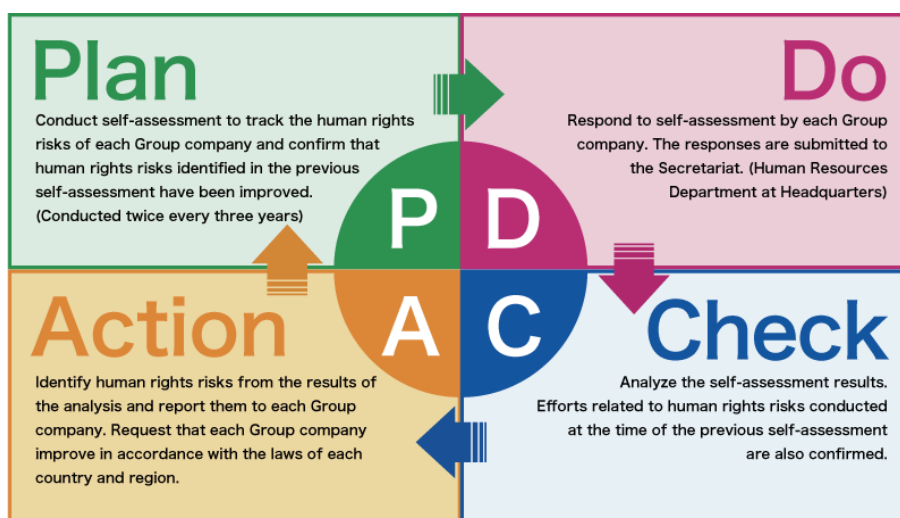 Plan
Conduct self-assessment to track the human rights
risks of each Group company and confirm that
human rights risks identified in the previous
self-assessment have been improved.
(Conducted twice every three years)
Do
Respond to self-assessment by each Group
company. The responses are submitted to
the Secretariat. (Human Resources
Department at Headquarters)
P
D
A
C
Action
Identify human rights risks from the results of
the analysis and report them to each Group
company. Request that each Group company
improve in accordance with the laws of each
country and region.
Check
Analyze the self-assessment results.
Efforts related to human rights risks conducted
at the time of the previous self-assessment
are also confirmed.